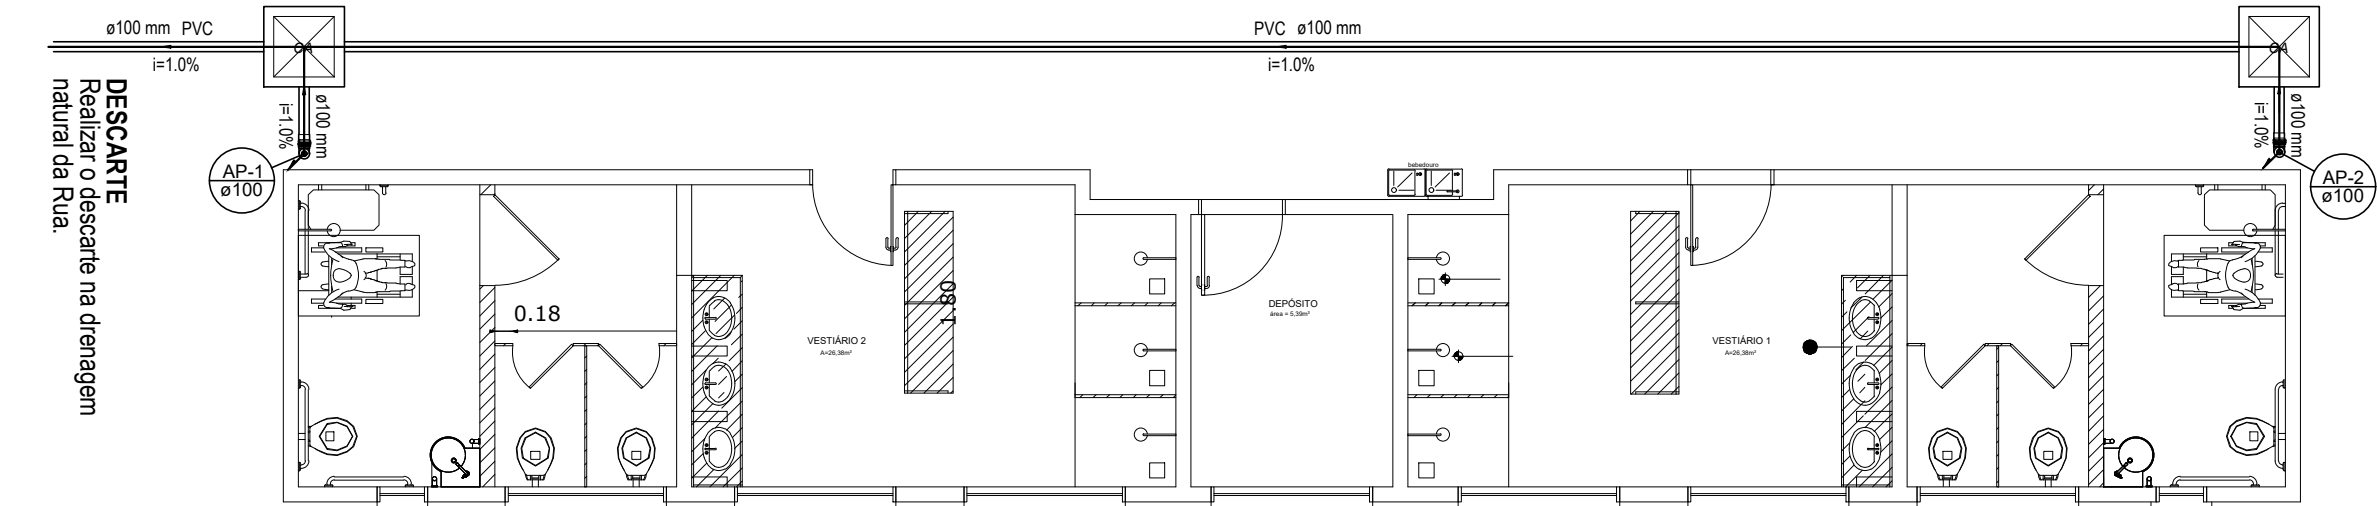 ø100 mm PVC
i=1.0%
CA
PVC ø100 mm
i=1.0%
CA
ø100 mm
i=1.0%
ø100 mm
i=1.0%
DESCARTE
Realizar o descarte na drenagem
natural da Rua.
AP-1
ø100
AP-2
ø100
bebedouro
0.18
1.80
VESTIÁRIO 2
A=26,38m²
DEPÓSITO
área = 5,39m²
VESTIÁRIO 1
A=26,38m²